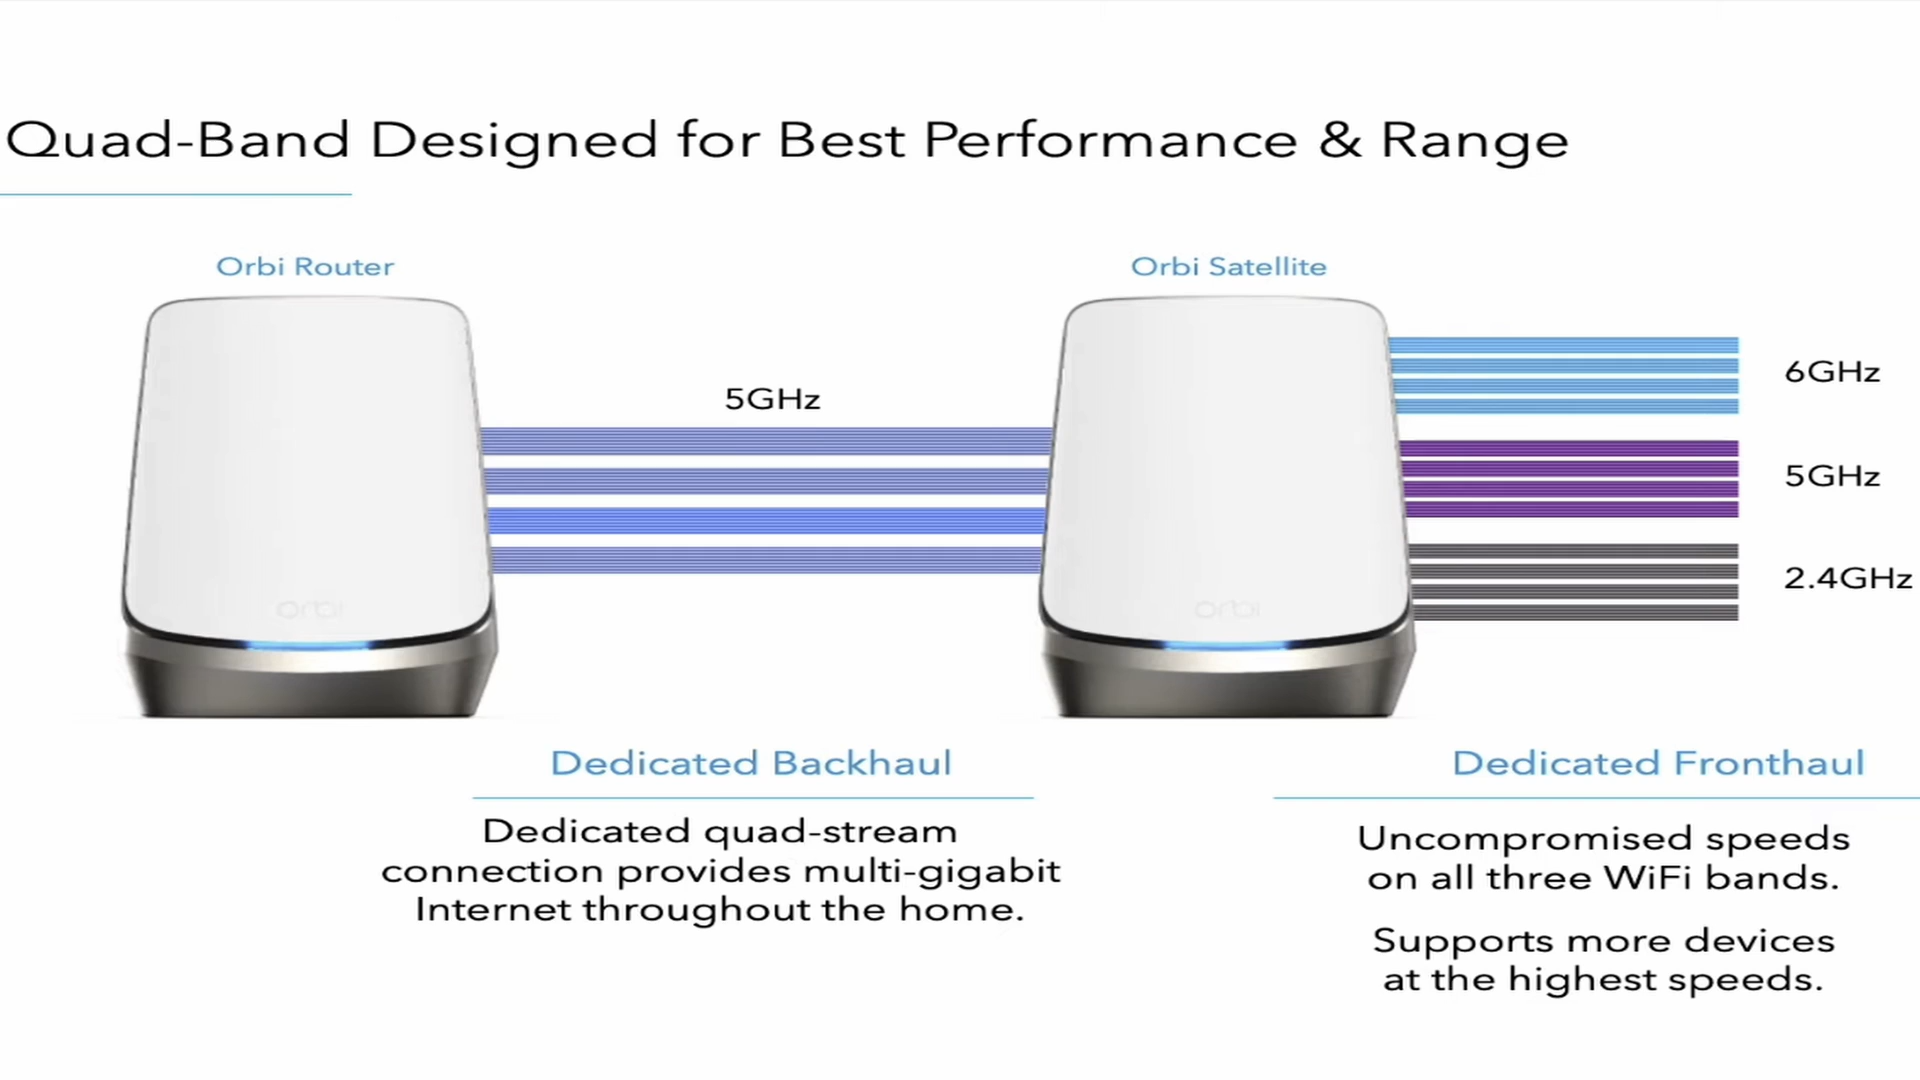 Quad-Band Designed for Best Performance & Range
Orbi Router
Orbi Satellite
5GHz
6GHz
5GHz
2.4GHz
orbi
orbi
Dedicated Backhaul
Dedicated quad-stream
connection provides multi-gigabit
Internet throughout the home.
Dedicated Fronthaul
Uncompromised speeds
on all three WiFi bands.
Supports more devices
at the highest speeds.